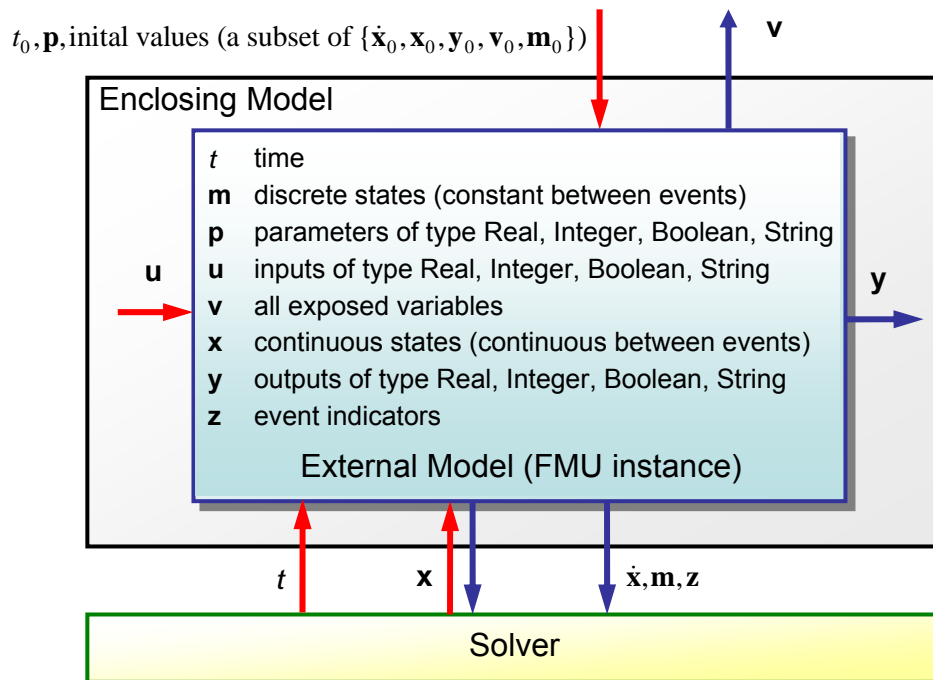 t₀, p, inital values (a subset of {ẋ₀, x₀, y₀, v₀, m₀})
v
Enclosing Model
t time
m discrete states (constant between events)
p parameters of type Real, Integer, Boolean, String
u inputs of type Real, Integer, Boolean, String
v all exposed variables
x continuous states (continuous between events)
y outputs of type Real, Integer, Boolean, String
z event indicators
External Model (FMU instance)
u
y
t
x
ẋ, m, z
Solver